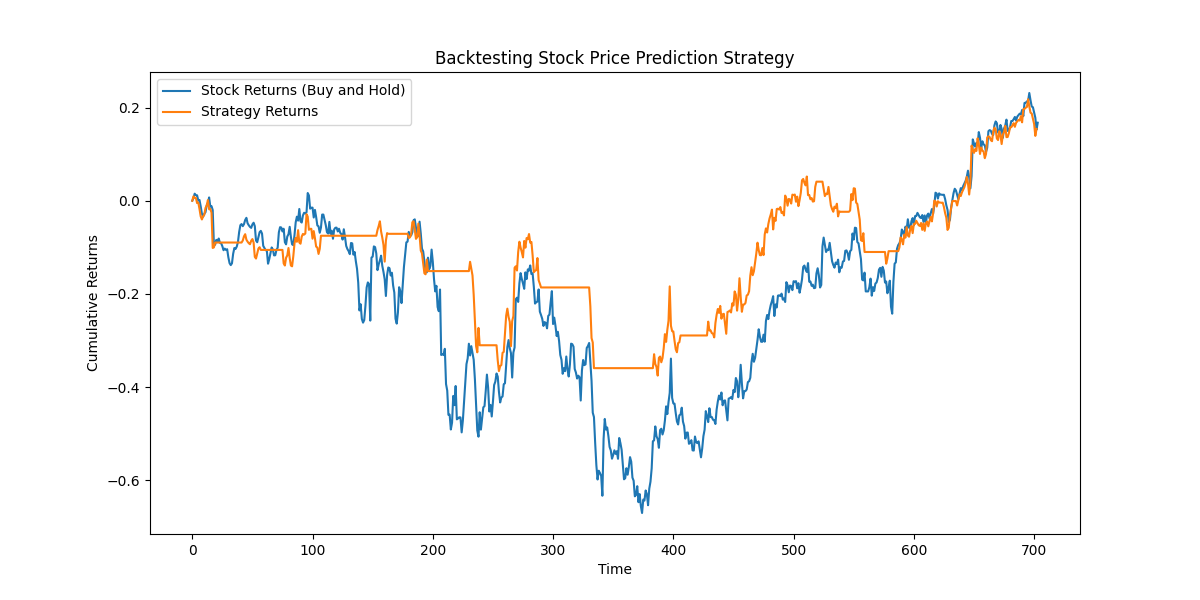 Backtesting Stock Price Prediction Strategy
Stock Returns (Buy and Hold)
Strategy Returns
Cumulative Returns
0.2
0.0
−0.2
−0.4
−0.6
0 100 200 300 400 500 600 700
Time